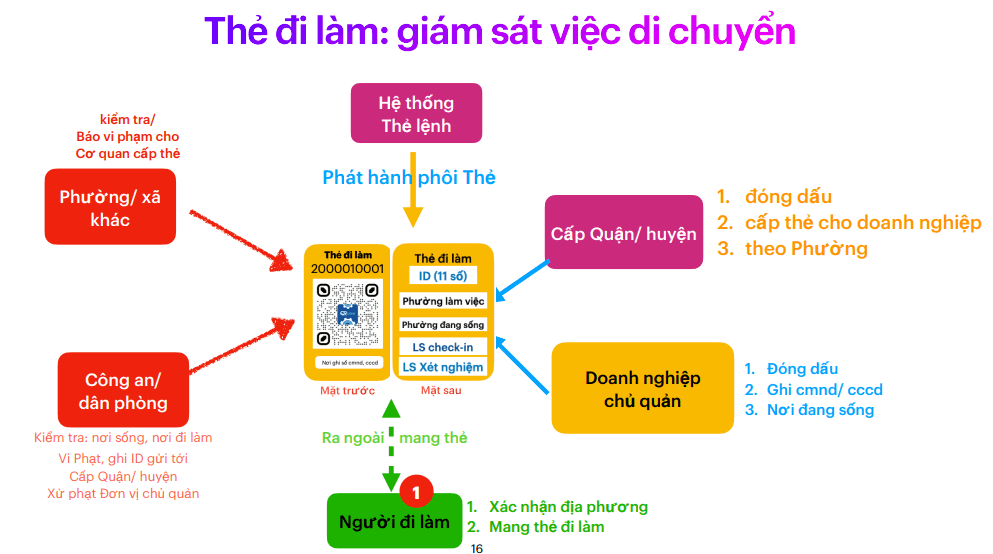 Thẻ đi làm: giám sát việc di chuyển
Hệ thống
Thẻ lệnh
kiểm tra/
Báo vi phạm cho
Cơ quan cấp thẻ
Phường/ xã
khác
Phát hành phôi Thẻ
Cấp Quận/ huyện
1. đóng dấu
2. cấp thẻ cho doanh nghiệp
3. theo Phường
Thẻ đi làm
2000010001
Nơi ghi số cmnd, cccd
Mặt trước
Thẻ đi làm
ID (11 số)
Phường làm việc
Phường đang sống
LS check-in
LS Xét nghiệm
Mặt sau
Công an/
dân phòng
Kiểm tra: nơi sống, nơi đi làm
Vi Phạt, ghi ID gửi tới
Cấp Quận/ huyện
Xử phạt Đơn vị chủ quản
Doanh nghiệp
chủ quản
1. Đóng dấu
2. Ghi cmnd/ cccd
3. Nơi đang sống
Ra ngoài mang thẻ
1
Người đi làm
1. Xác nhận địa phương
2. Mang thẻ đi làm
16